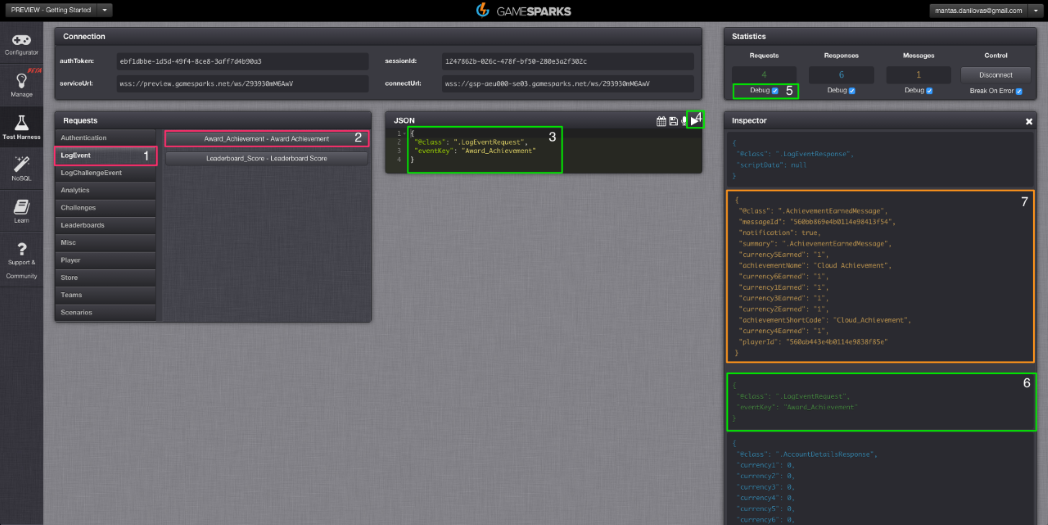 PREVIEW - Getting Started
GAMESPARKS
mantas.danilovas@gmail.com
Configurator
BETA
Manage
Test Harness
NoSQL
Learn
Support &
Community
Connection
authToken:
ebf1dbbe-1d5d-49f4-8ce8-3aff7d4b90a3
sessionId:
1247862b-026c-478f-bf50-280e3a2f302c
serviceUrl:
wss://preview.gamesparks.net/ws/293930mM6AwV
connectUrl:
wss://gsp-aeu000-se03.gamesparks.net/ws/293930mM6AwV
Statistics
Requests
Responses
Messages
Control
4
6
1
Disconnect
Debug
5
Debug
Debug
Break On Error
Requests
Authentication
LogEvent
1
LogChallengeEvent
Analytics
Challenges
Leaderboards
Misc
Player
Store
Teams
Scenarios
Award_Achievement - Award Achievement
2
Leaderboard_Score - Leaderboard Score
JSON
4
3
1 {
2 "@class": ".LogEventRequest",
3 "eventKey": "Award_Achievement"
4 }
Inspector
{
"@class": ".LogEventResponse",
"scriptData": null
}
7
{
"@class": ".AchievementEarnedMessage",
"messageId": "560bb869e4b0114e98413f54",
"notification": true,
"summary": ".AchievementEarnedMessage",
"currency5Earned": "1",
"achievementName": "Cloud Achievement",
"currency6Earned": "1",
"currency1Earned": "1",
"currency3Earned": "1",
"currency2Earned": "1",
"achievementShortCode": "Cloud_Achievement",
"currency4Earned": "1",
"playerId": "560ab443e4b0114e9838f85e"
}
6
{
"@class": ".LogEventRequest",
"eventKey": "Award_Achievement"
}
{
"@class": ".AccountDetailsResponse",
"currency1": 0,
"currency2": 0,
"currency3": 0,
"currency4": 0,
"currency5": 0,
"currency6": 0,